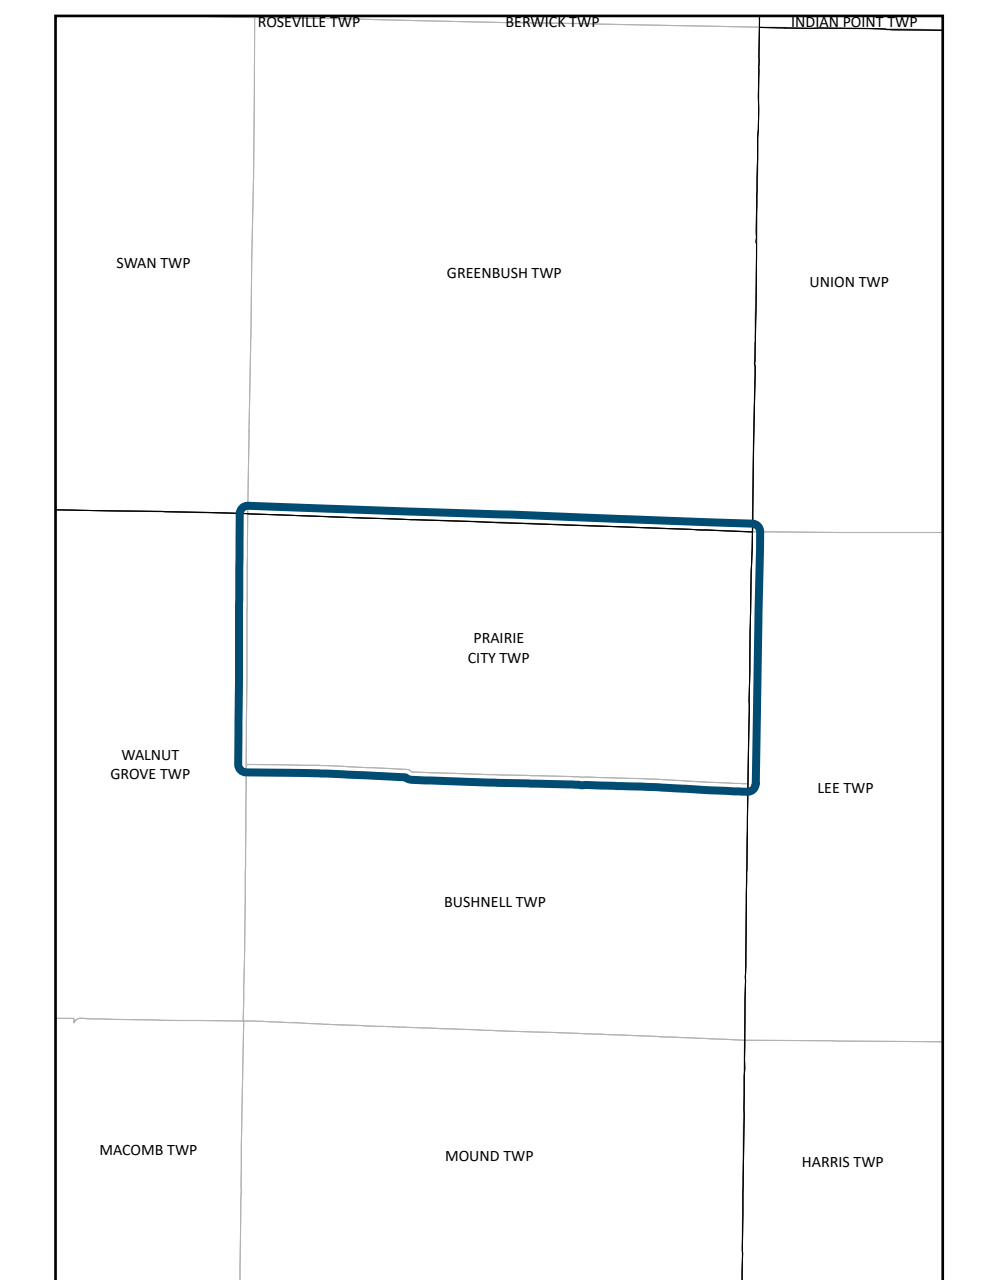 ROSEVILLE TWP
BERWICK TWP
INDIAN POINT TWP
SWAN TWP
GREENBUSH TWP
UNION TWP
PRAIRIE
CITY TWP
WALNUT
GROVE TWP
LEE TWP
BUSHNELL TWP
MACOMB TWP
MOUND TWP
HARRIS TWP